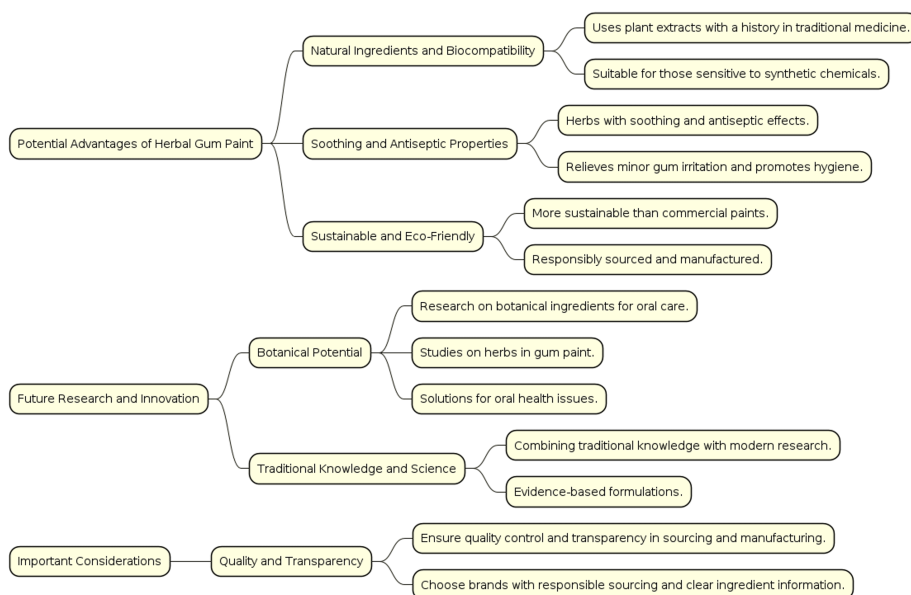 Potential Advantages of Herbal Gum Paint
Natural Ingredients and Biocompatibility
Uses plant extracts with a history in traditional medicine.
Suitable for those sensitive to synthetic chemicals.
Soothing and Antiseptic Properties
Herbs with soothing and antiseptic effects.
Relieves minor gum irritation and promotes hygiene.
Sustainable and Eco-Friendly
More sustainable than commercial paints.
Responsibly sourced and manufactured.
Future Research and Innovation
Botanical Potential
Research on botanical ingredients for oral care.
Studies on herbs in gum paint.
Solutions for oral health issues.
Traditional Knowledge and Science
Combining traditional knowledge with modern research.
Evidence-based formulations.
Important Considerations
Quality and Transparency
Ensure quality control and transparency in sourcing and manufacturing.
Choose brands with responsible sourcing and clear ingredient information.